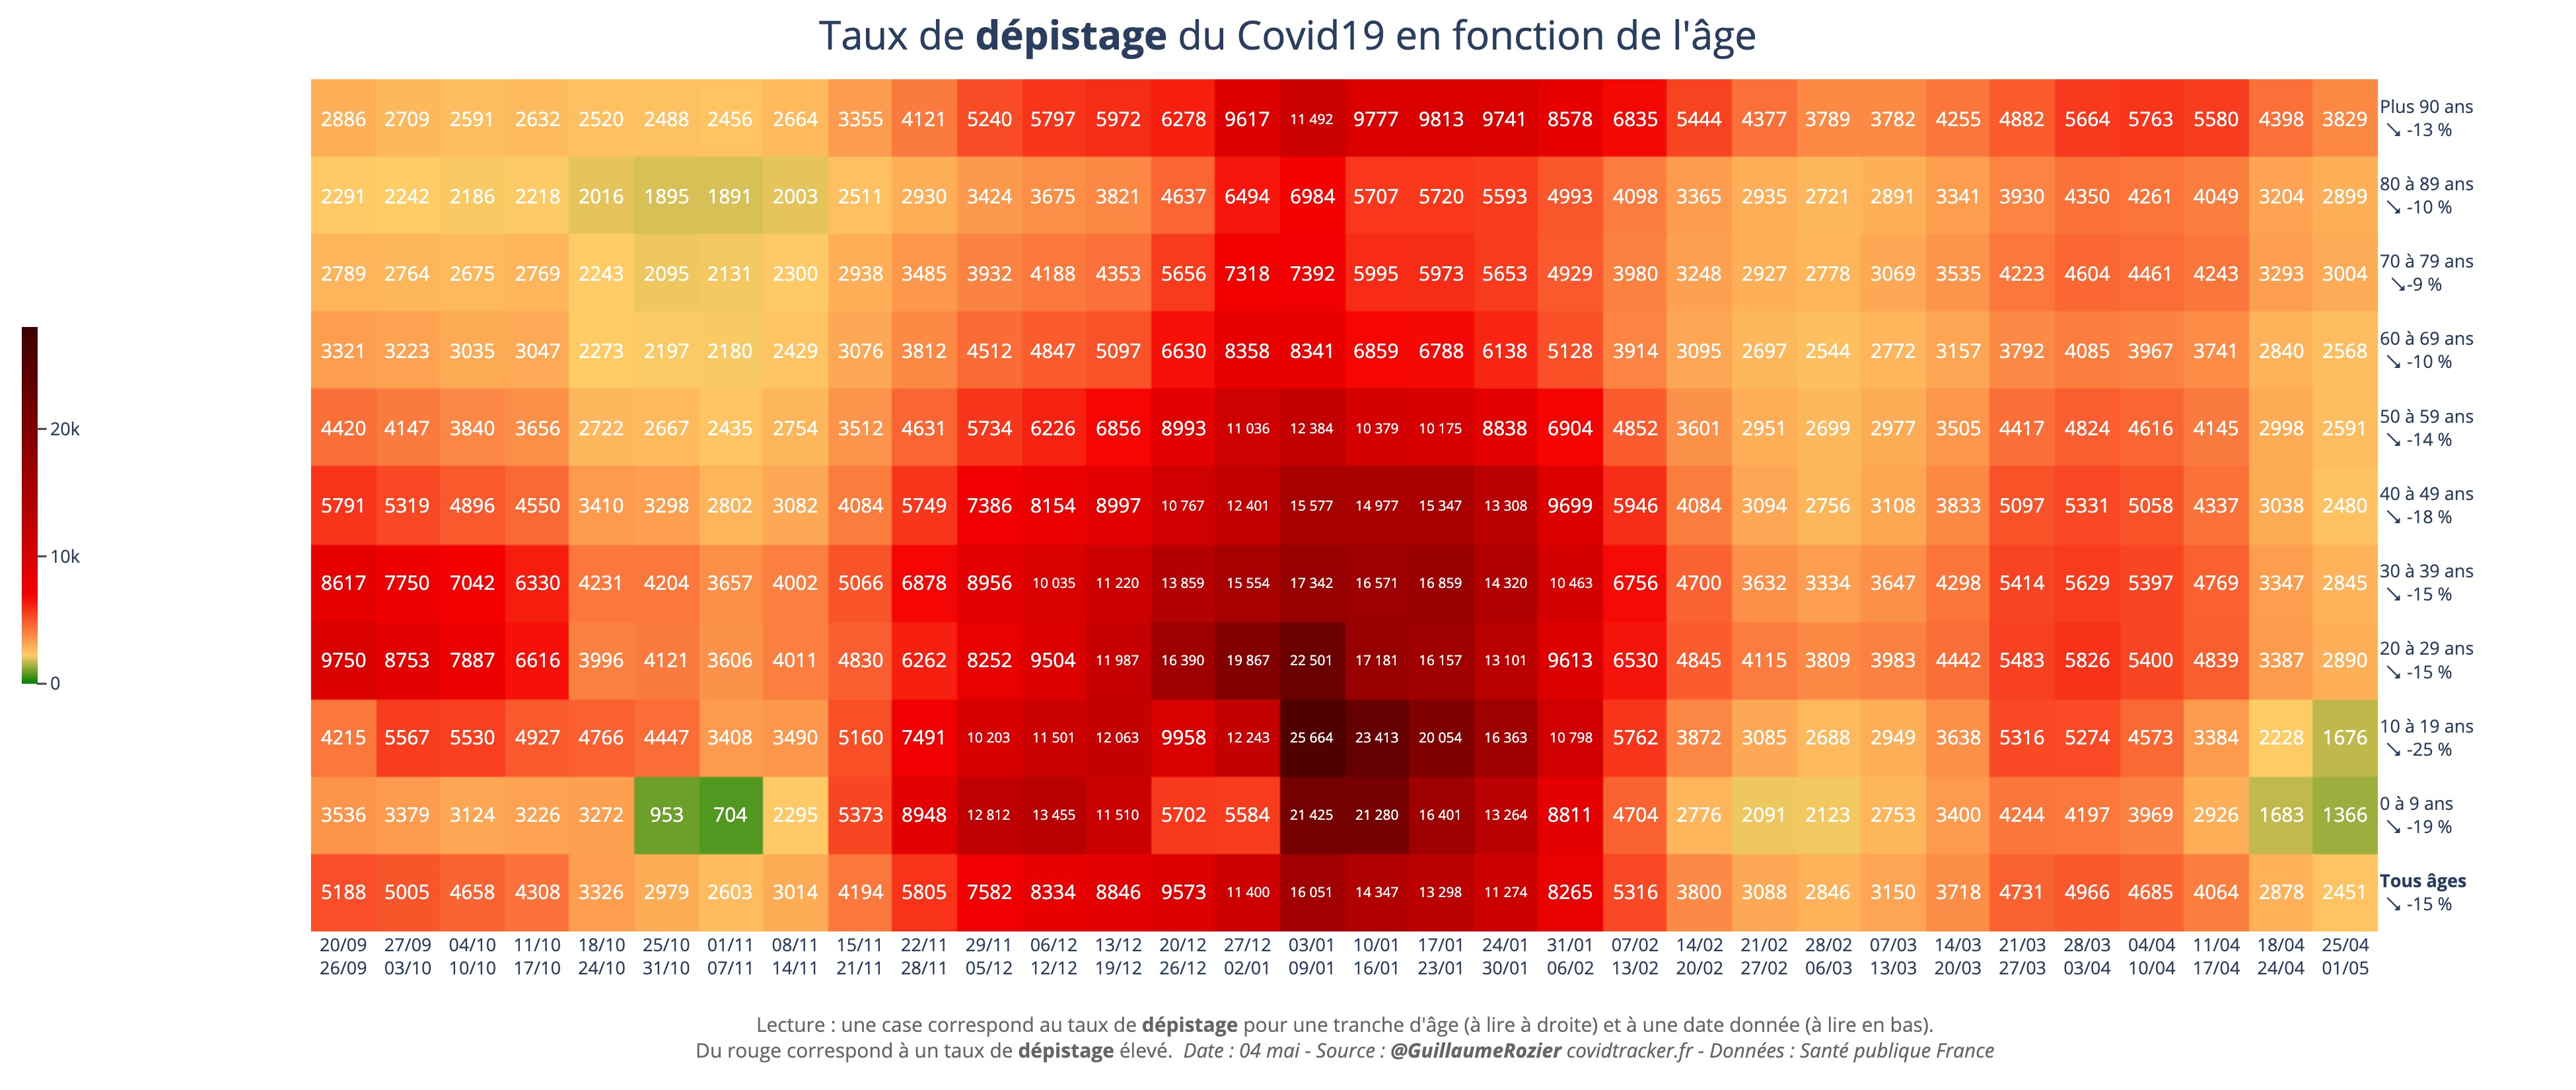 Taux de dépistage du Covid19 en fonction de l'âge
2886 2709 2591 2632 2520 2488 2456 2664 3355 4121 5240 5797 5972 6278 9617 11 492 9777 9813 9741 8578 6835 5444 4377 3789 3782 4255 4882 5664 5763 5580 4398 3829 Plus 90 ans
↘ -13 %
2291 2242 2186 2218 2016 1895 1891 2003 2511 2930 3424 3675 3821 4637 6494 6984 5707 5720 5593 4993 4098 3365 2935 2721 2891 3341 3930 4350 4261 4049 3204 2899 80 à 89 ans
↘ -10 %
2789 2764 2675 2769 2243 2095 2131 2300 2938 3485 3932 4188 4353 5656 7318 7392 5995 5973 5653 4929 3980 3248 2927 2778 3069 3535 4223 4604 4461 4243 3293 3004 70 à 79 ans
↘-9 %
3321 3223 3035 3047 2273 2197 2180 2429 3076 3812 4512 4847 5097 6630 8358 8341 6859 6788 6138 5128 3914 3095 2697 2544 2772 3157 3792 4085 3967 3741 2840 2568 60 à 69 ans
↘ -10 %
20k
4420 4147 3840 3656 2722 2667 2435 2754 3512 4631 5734 6226 6856 8993 11 036 12 384 10 379 10 175 8838 6904 4852 3601 2951 2699 2977 3505 4417 4824 4616 4145 2998 2591 50 à 59 ans
↘ -14 %
5791 5319 4896 4550 3410 3298 2802 3082 4084 5749 7386 8154 8997 10 767 12 401 15 577 14 977 15 347 13 308 9699 5946 4084 3094 2756 3108 3833 5097 5331 5058 4337 3038 2480 40 à 49 ans
↘ -18 %
10k
8617 7750 7042 6330 4231 4204 3657 4002 5066 6878 8956 10 035 11 220 13 859 15 554 17 342 16 571 16 859 14 320 10 463 6756 4700 3632 3334 3647 4298 5414 5629 5397 4769 3347 2845 30 à 39 ans
↘ -15 %
0
9750 8753 7887 6616 3996 4121 3606 4011 4830 6262 8252 9504 11 987 16 390 19 867 22 501 17 181 16 157 13 101 9613 6530 4845 4115 3809 3983 4442 5483 5826 5400 4839 3387 2890 20 à 29 ans
↘ -15 %
4215 5567 5530 4927 4766 4447 3408 3490 5160 7491 10 203 11 501 12 063 9958 12 243 25 664 23 413 20 054 16 363 10 798 5762 3872 3085 2688 2949 3638 5316 5274 4573 3384 2228 1676 10 à 19 ans
↘ -25 %
3536 3379 3124 3226 3272 953 704 2295 5373 8948 12 812 13 455 11 510 5702 5584 21 425 21 280 16 401 13 264 8811 4704 2776 2091 2123 2753 3400 4244 4197 3969 2926 1683 1366 0 à 9 ans
↘ -19 %
5188 5005 4658 4308 3326 2979 2603 3014 4194 5805 7582 8334 8846 9573 11 400 16 051 14 347 13 298 11 274 8265 5316 3800 3088 2846 3150 3718 4731 4966 4685 4064 2878 2451 Tous âges
↘ -15 %
20/09 27/09 04/10 11/10 18/10 25/10 01/11 08/11 15/11 22/11 29/11 06/12 13/12 20/12 27/12 03/01 10/01 17/01 24/01 31/01 07/02 14/02 21/02 28/02 07/03 14/03 21/03 28/03 04/04 11/04 18/04 25/04
26/09 03/10 10/10 17/10 24/10 31/10 07/11 14/11 21/11 28/11 05/12 12/12 19/12 26/12 02/01 09/01 16/01 23/01 30/01 06/02 13/02 20/02 27/02 06/03 13/03 20/03 27/03 03/04 10/04 17/04 24/04 01/05
Lecture : une case correspond au taux de dépistage pour une tranche d'âge (à lire à droite) et à une date donnée (à lire en bas).
Du rouge correspond à un taux de dépistage élevé. Date : 04 mai - Source : @GuillaumeRozier covidtracker.fr - Données : Santé publique France